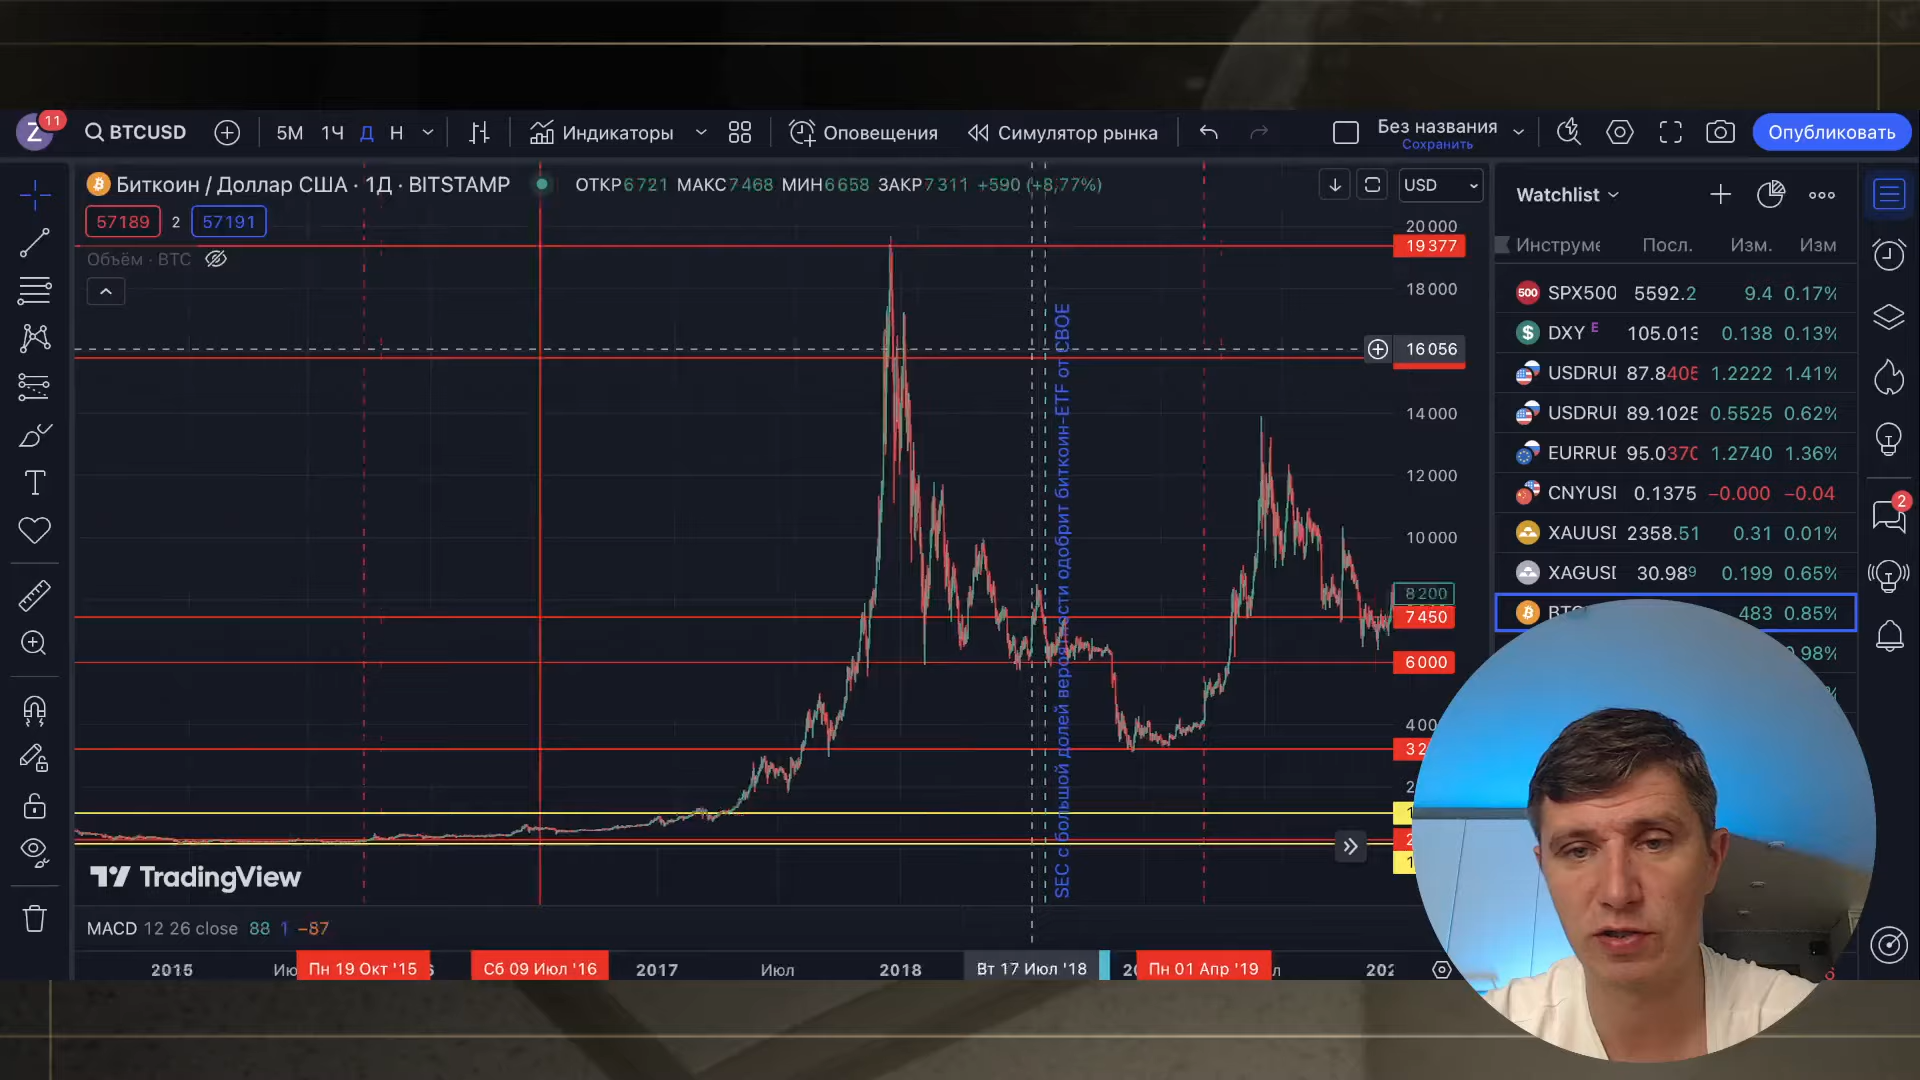 Z 11 BTCUSD 5М 1Ч Д Н Индикаторы Оповещения Симулятор рынка Без названия Опубликовать
Сохранить
Биткоин / Доллар США · 1Д · BITSTAMP ОТКР6721 МАКС7468 МИН6658 ЗАКР7311 +590 (+8,77%) USD
57189 2 57191
Объём · BTC
20000
19377
18000
16056
14000
12000
10000
8200
7450
6000
SEC с большой долей вероятности одобрит биткоин-ETF от CBOE
TradingView
MACD 12 26 close 88 1 −87
2015 Пн 19 Окт '15 Сб 09 Июл '16 2017 Июл 2018 Вт 17 Июл '18 Пн 01 Апр '19
Watchlist
Посл. Изм. Изм
500 SPX500 5592.2 9.4 0.17%
$ DXY E 105.013 0.138 0.13%
87.8405 1.2222 1.41%
89.1025 0.5525 0.62%
95.0370 1.2740 1.36%
0.1375 −0.000 −0.04
2358.51 0.31 0.01%
30.989 0.199 0.65%
483 0.85%
2